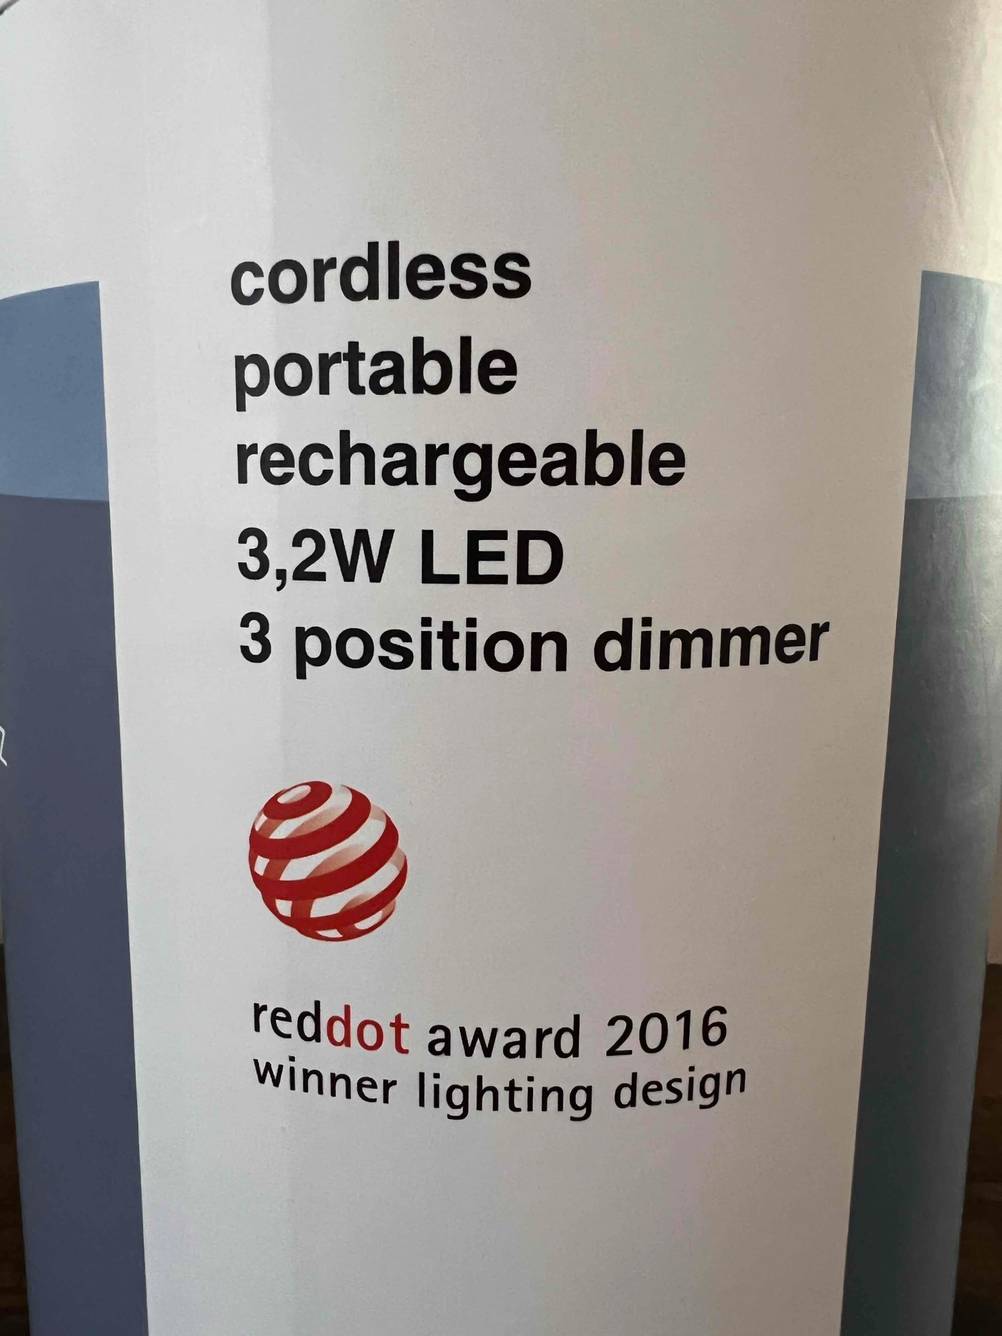 cordless
portable
rechargeable
3,2W LED
3 position dimmer
reddot award 2016
winner lighting design